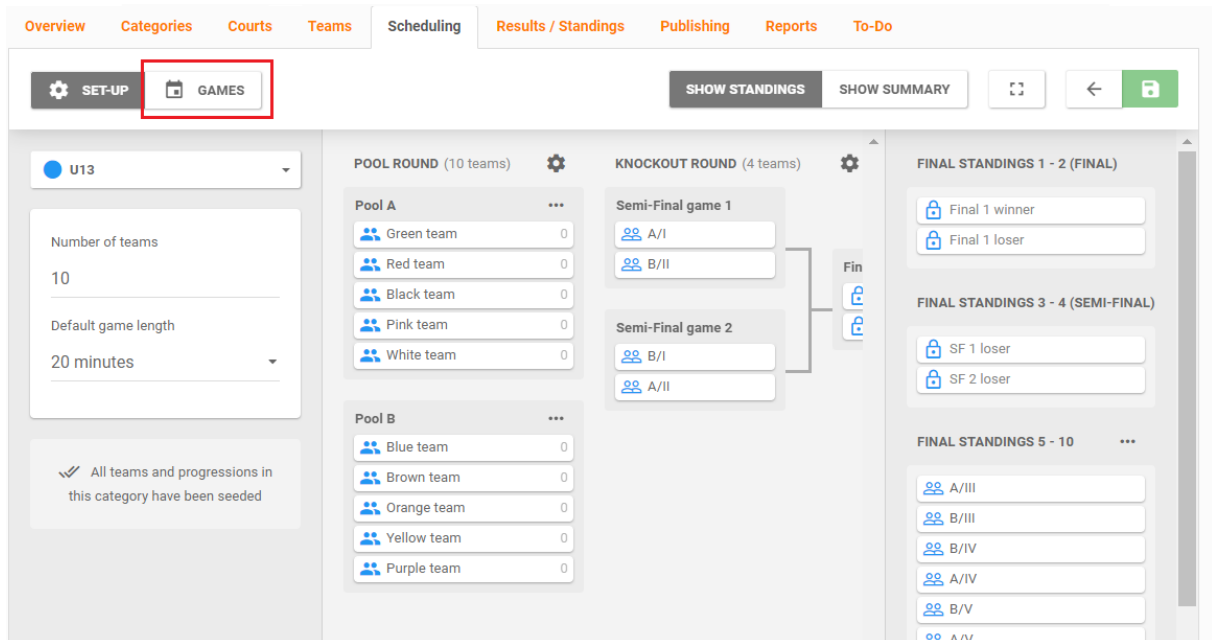 Overview Categories Courts Teams Scheduling Results / Standings Publishing Reports To-Do
SET-UP GAMES SHOW STANDINGS SHOW SUMMARY
U13
Number of teams
10
Default game length
20 minutes
All teams and progressions in
this category have been seeded
POOL ROUND (10 teams)
Pool A
Green team 0
Red team 0
Black team 0
Pink team 0
White team 0
Pool B
Blue team 0
Brown team 0
Orange team 0
Yellow team 0
Purple team 0
KNOCKOUT ROUND (4 teams)
Semi-Final game 1
A/I
B/II
Semi-Final game 2
B/I
A/II
Fin
FINAL STANDINGS 1 - 2 (FINAL)
Final 1 winner
Final 1 loser
FINAL STANDINGS 3 - 4 (SEMI-FINAL)
SF 1 loser
SF 2 loser
FINAL STANDINGS 5 - 10
A/III
B/III
B/IV
A/IV
B/V
A/V